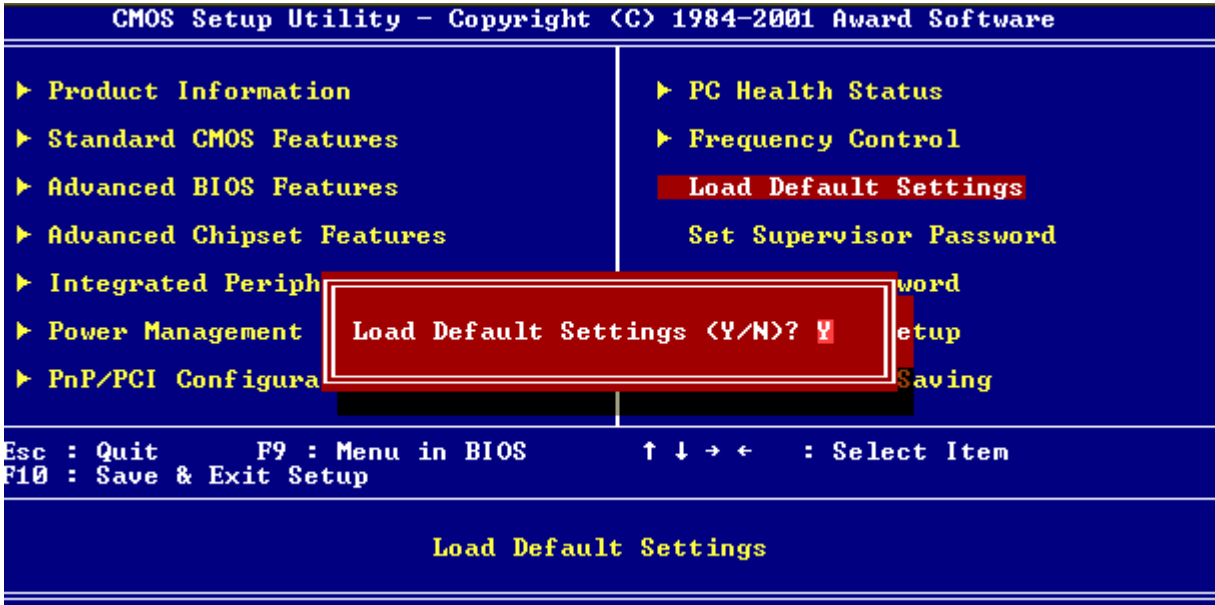 CMOS Setup Utility - Copyright (C) 1984-2001 Award Software
► Product Information
► Standard CMOS Features
► Advanced BIOS Features
► Advanced Chipset Features
► Integrated Periph
► Power Management
► PnP/PCI Configura
► PC Health Status
► Frequency Control
Load Default Settings
Set Supervisor Password
word
etup
Saving
Load Default Settings (Y/N)? Y
Esc : Quit F9 : Menu in BIOS ↑ ↓ → ← : Select Item
F10 : Save & Exit Setup
Load Default Settings